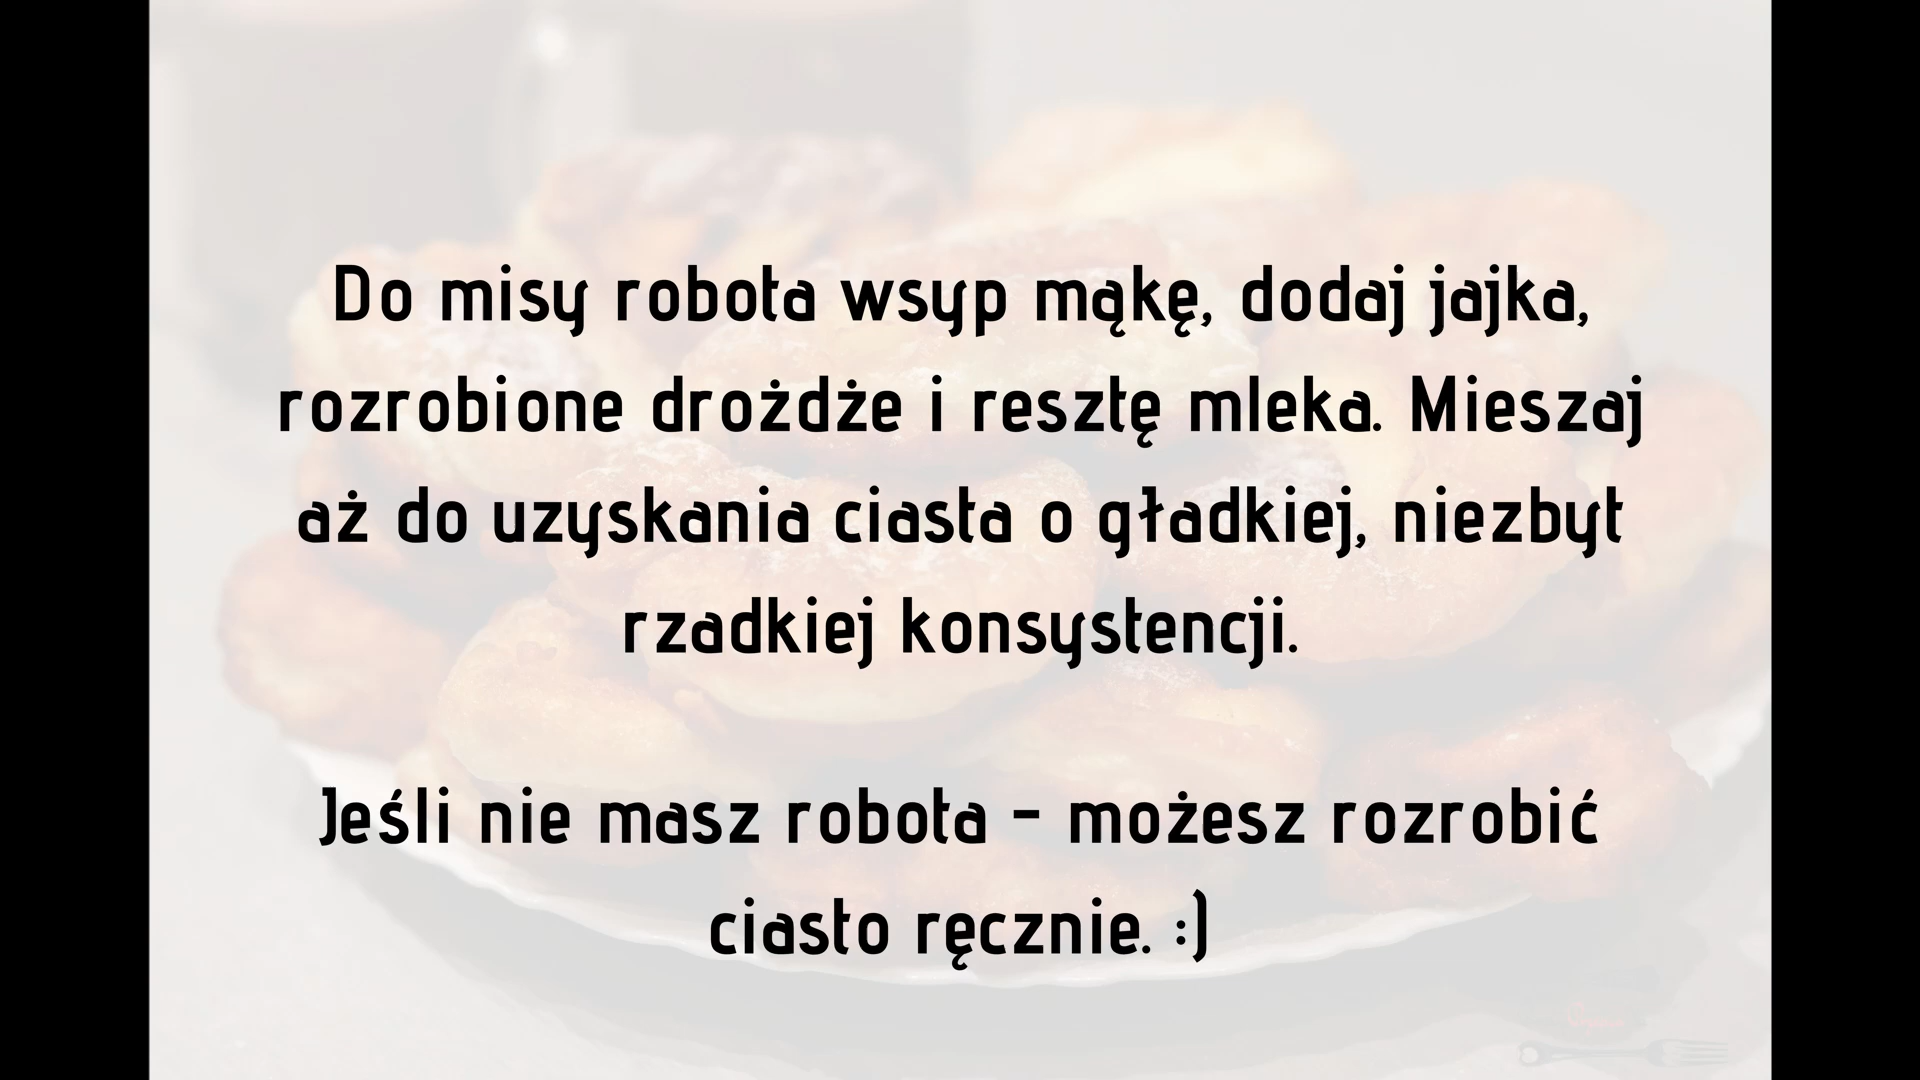 Do misy robota wsyp mąkę, dodaj jajka,
rozrobione drożdże i resztę mleka. Mieszaj
aż do uzyskania ciasta o gładkiej, niezbyt
rzadkiej konsystencji.
Jeśli nie masz robota - możesz rozrobić
ciasto ręcznie. :)